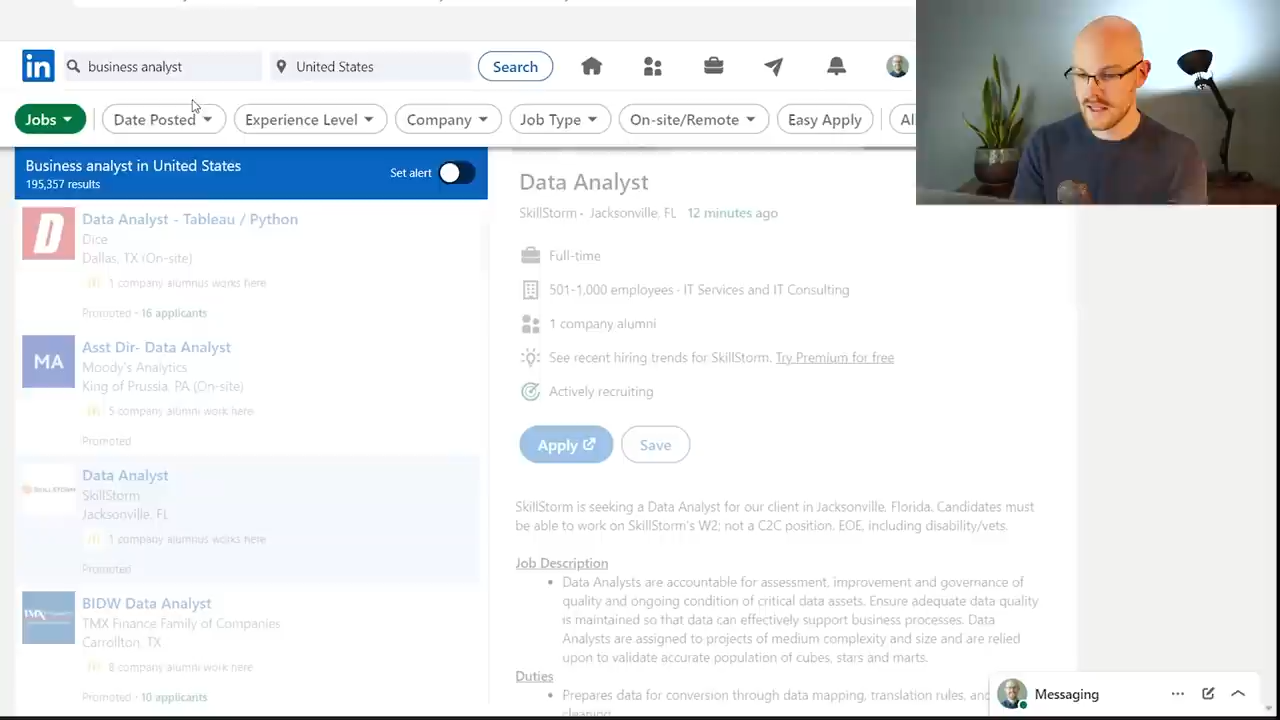 in
business analyst
United States
Search
Jobs
Date Posted
Experience Level
Company
Job Type
On-site/Remote
Easy Apply
Al
Business analyst in United States
195,357 results
Set alert
D
Data Analyst - Tableau / Python
Dice
Dallas, TX (On-site)
1 company alumnus works here
Promoted · 16 applicants
MA
Asst Dir- Data Analyst
Moody's Analytics
King of Prussia, PA (On-site)
5 company alumni work here
Promoted
SKILLSTORM
Data Analyst
SkillStorm
Jacksonville, FL
1 company alumnus works here
Promoted
TMX
BIDW Data Analyst
TMX Finance Family of Companies
Carrollton, TX
8 company alumni work here
Promoted · 10 applicants
Data Analyst
SkillStorm · Jacksonville, FL 12 minutes ago
Full-time
501-1,000 employees · IT Services and IT Consulting
1 company alumni
See recent hiring trends for SkillStorm. Try Premium for free
Actively recruiting
Apply
Save
SkillStorm is seeking a Data Analyst for our client in Jacksonville, Florida. Candidates must
be able to work on SkillStorm's W2; not a C2C position. EOE, including disability/vets.
Job Description
• Data Analysts are accountable for assessment, improvement and governance of
quality and ongoing condition of critical data assets. Ensure adequate data quality
is maintained so that data can effectively support business processes. Data
Analysts are assigned to projects of medium complexity and size and are relied
upon to validate accurate population of cubes, stars and marts.
Duties
• Prepares data for conversion through data mapping, translation rules, and
cleaning.
Messaging